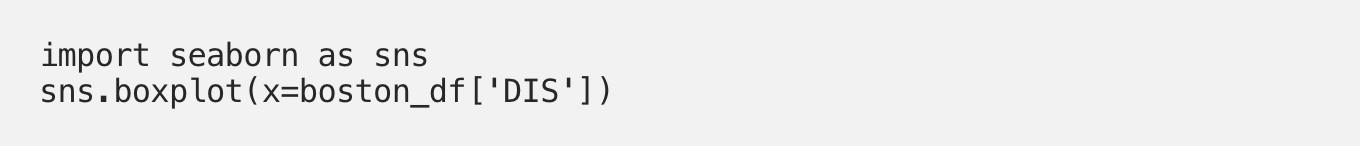 import seaborn as sns
sns.boxplot(x=boston_df['DIS'])